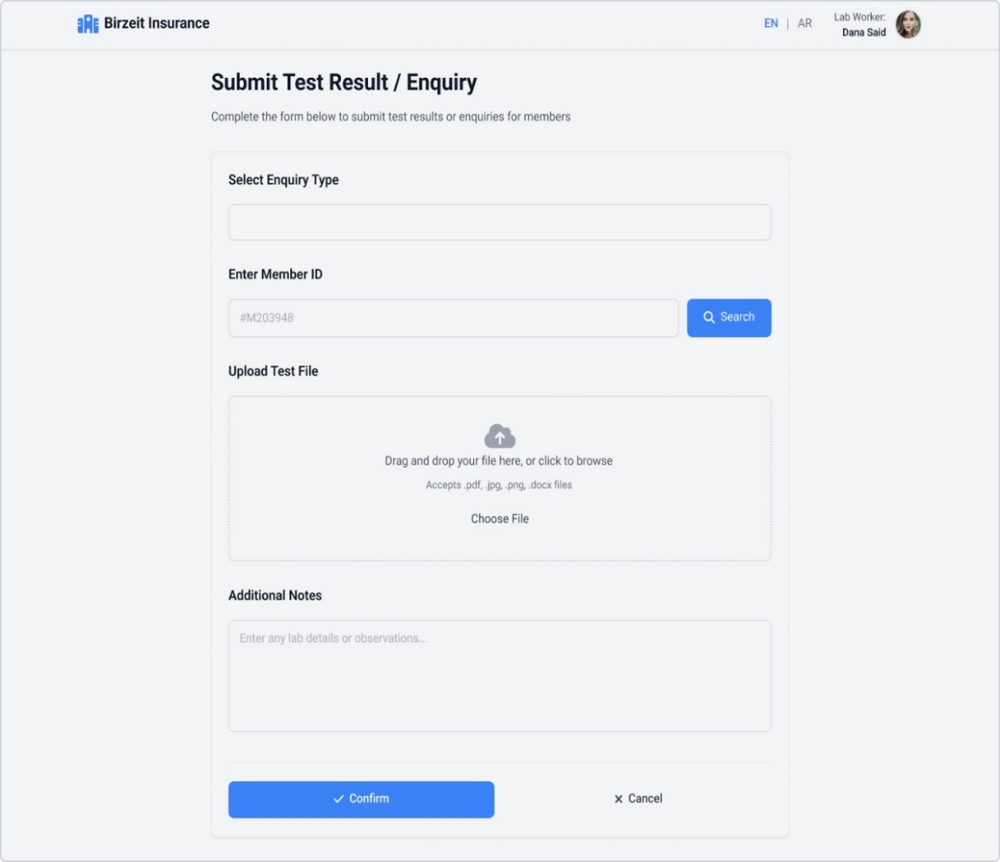 Birzeit Insurance
EN | AR
Lab Worker:
Dana Said
Submit Test Result / Enquiry
Complete the form below to submit test results or enquiries for members
Select Enquiry Type
Enter Member ID
#M203948
Search
Upload Test File
Drag and drop your file here, or click to browse
Accepts .pdf, .jpg, .png, .docx files
Choose File
Additional Notes
Enter any lab details or observations...
Confirm
Cancel